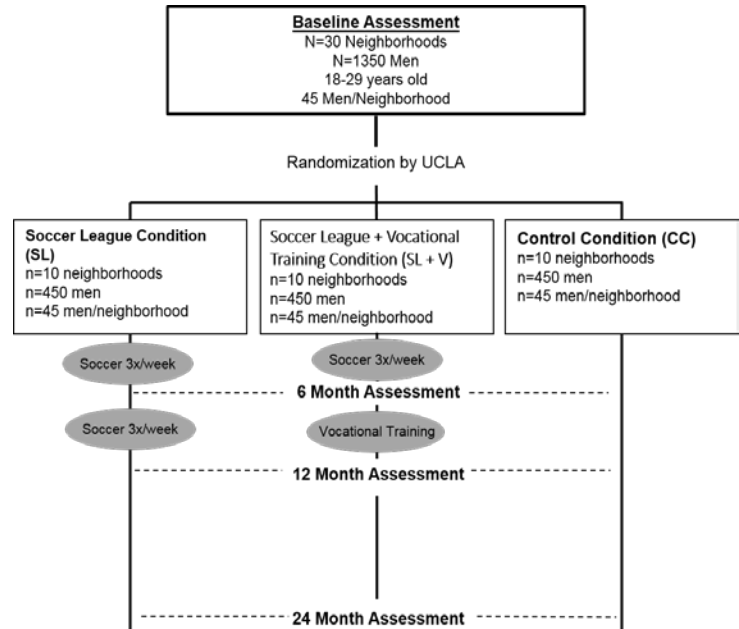 Baseline Assessment
N=30 Neighborhoods
N=1350 Men
18-29 years old
45 Men/Neighborhood
Randomization by UCLA
Soccer League Condition
(SL)
n=10 neighborhoods
n=450 men
n=45 men/neighborhood
Soccer League + Vocational
Training Condition (SL + V)
n=10 neighborhoods
n=450 men
n=45 men/neighborhood
Control Condition (CC)
n=10 neighborhoods
n=450 men
n=45 men/neighborhood
Soccer 3x/week
Soccer 3x/week
6 Month Assessment
Soccer 3x/week
Vocational Training
12 Month Assessment
24 Month Assessment